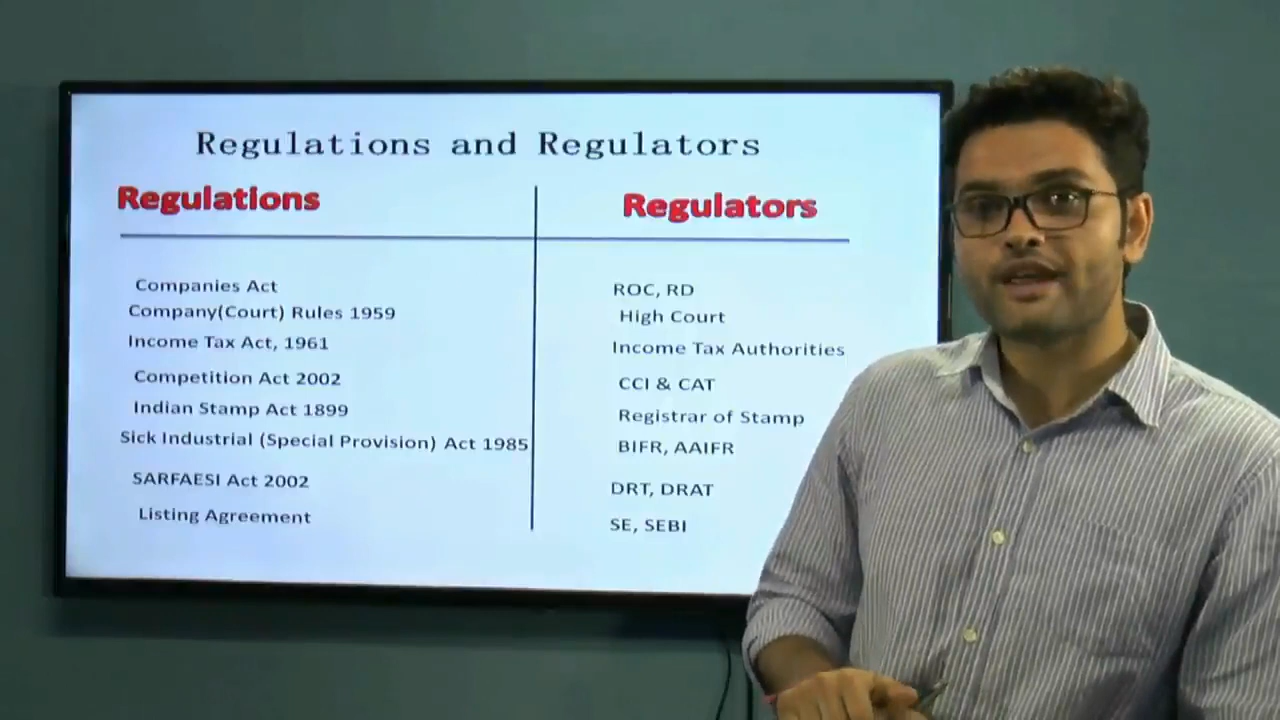 Regulations and Regulators
Regulations Regulators
Companies Act ROC, RD
Company(Court) Rules 1959 High Court
Income Tax Act, 1961 Income Tax Authorities
Competition Act 2002 CCI & CAT
Indian Stamp Act 1899 Registrar of Stamp
Sick Industrial (Special Provision) Act 1985 BIFR, AAIFR
SARFAESI Act 2002 DRT, DRAT
Listing Agreement SE, SEBI